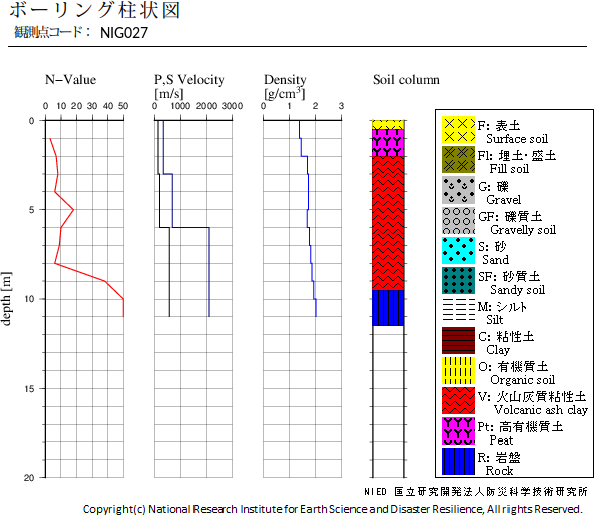 ボーリング柱状図
観測点コード： NIG027
N−Value
P,S Velocity
[m/s]
Density
[g/cm³]
Soil column
0 10 20 30 40 50
0 1000 2000 3000
0 1 2 3
depth [m]
0
5
10
15
20
F: 表土
Surface soil
Fl: 埋土・盛土
Fill soil
G: 礫
Gravel
GF: 礫質土
Gravelly soil
S: 砂
Sand
SF: 砂質土
Sandy soil
M: シルト
Silt
C: 粘性土
Clay
O: 有機質土
Organic soil
V: 火山灰質粘性土
Volcanic ash clay
Pt: 高有機質土
Peat
R: 岩盤
Rock
NIED 国立研究開発法人防災科学技術研究所
Copyright(c) National Research Institute for Earth Science and Disaster Resilience, All rights Reserved.